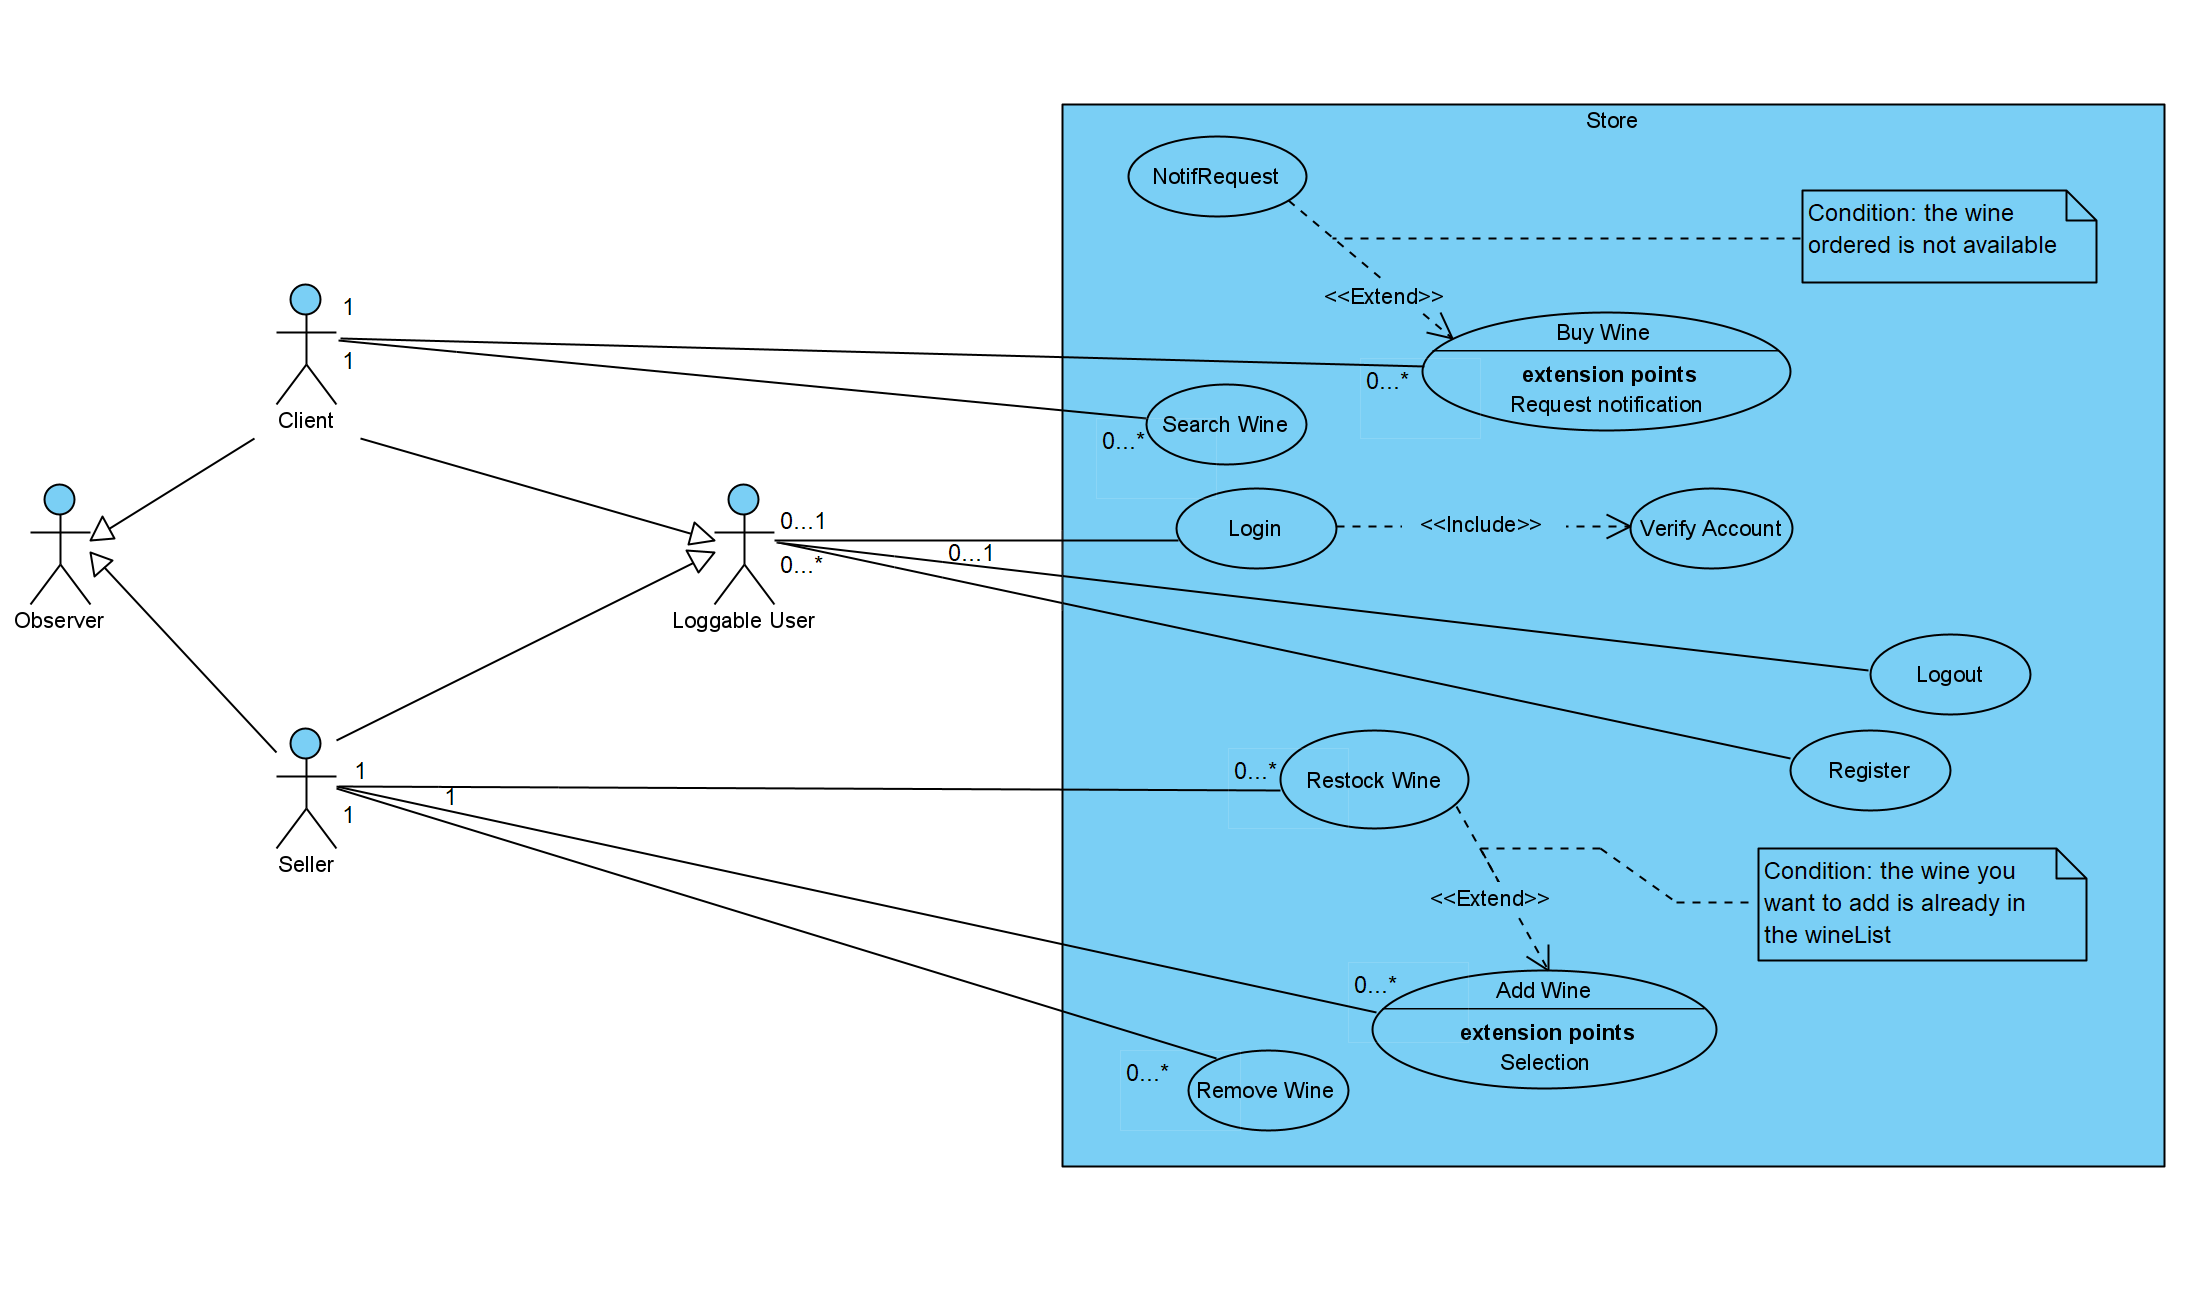 Store
NotifRequest
Condition: the wine
ordered is not available
<<Extend>>
1
Buy Wine
extension points
Request notification
0...*
1
Client
Search Wine
0...*
Observer
Loggable User
0...1
0...1
0...*
Login
<<Include>>
Verify Account
Logout
Register
Seller
1
1
1
0...*
Restock Wine
Condition: the wine you
want to add is already in
the wineList
<<Extend>>
0...*
Add Wine
extension points
Selection
0...*
Remove Wine